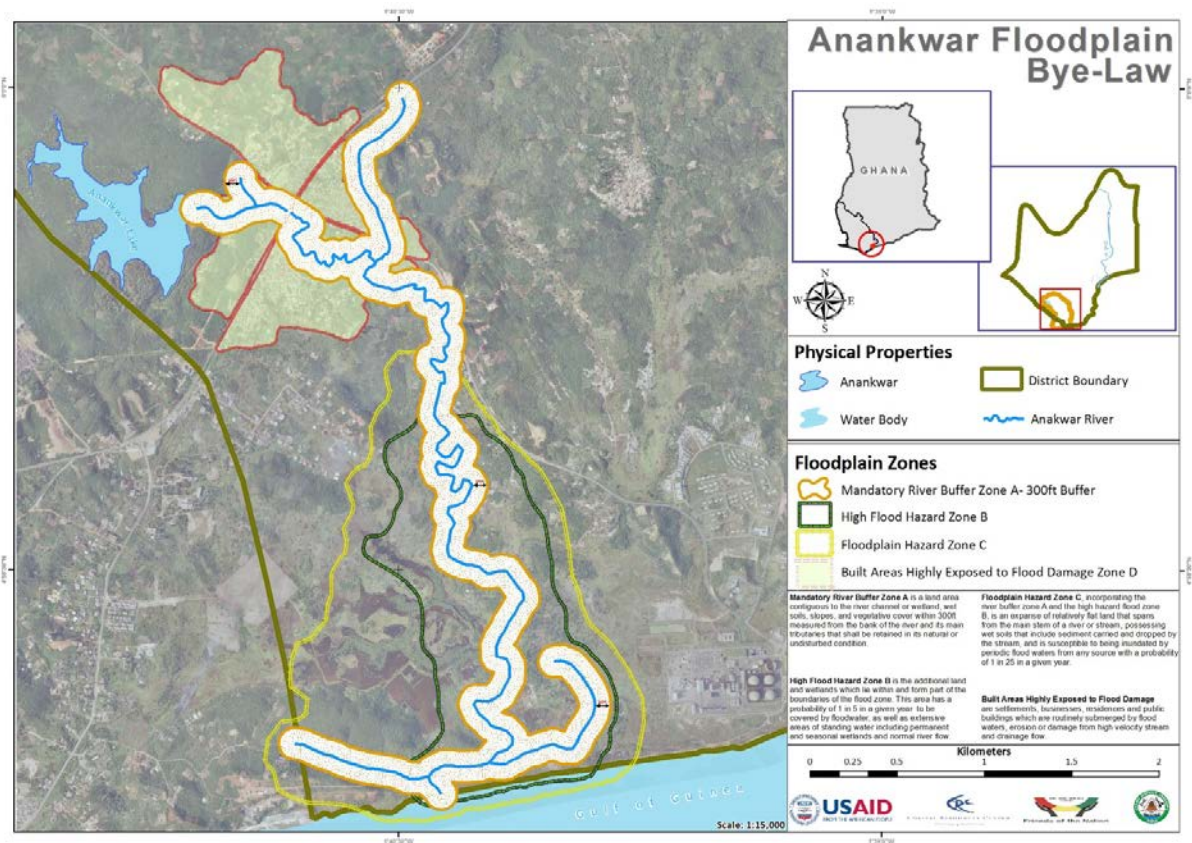 Anankwar Floodplain
Bye-Law
GHANA
N
W E
S
Physical Properties
Anankwar
District Boundary
Water Body
Anakwar River
Floodplain Zones
Mandatory River Buffer Zone A- 300ft Buffer
High Flood Hazard Zone B
Floodplain Hazard Zone C
Built Areas Highly Exposed to Flood Damage Zone D
Mandatory River Buffer Zone A is a land area
contiguous to the river channel or wetland, wet
soils, slopes, and vegetative cover within 300ft
measured from the bank of the river and its main
tributaries that shall be retained in its natural or
undisturbed condition.
High Flood Hazard Zone B is the additional land
and wetlands which lie within and form part of the
boundaries of the flood zone. This area has a
probability of 1 in 5 in a given year to be
covered by floodwater, as well as extensive
areas of standing water including permanent
and seasonal wetlands and normal river flow.
Floodplain Hazard Zone C, incorporating the
river buffer zone A and the high hazard flood zone
B, is an expanse of relatively flat land that spans
from the main stem of a river or stream, possessing
wet soils that include sediment carried and dropped by
the stream, and is susceptible to being inundated by
periodic flood waters from any source with a probability
of 1 in 25 in a given year.
Built Areas Highly Exposed to Flood Damage
are settlements, businesses, residences and public
buildings which are routinely submerged by flood
waters, erosion or damage from high velocity stream
and drainage flow.
Kilometers
0 0.25 0.5 1 1.5 2
USAID
FROM THE AMERICAN PEOPLE
Friends of the Nation
Anankwar
Gulf of Guinea
Scale: 1:15,000